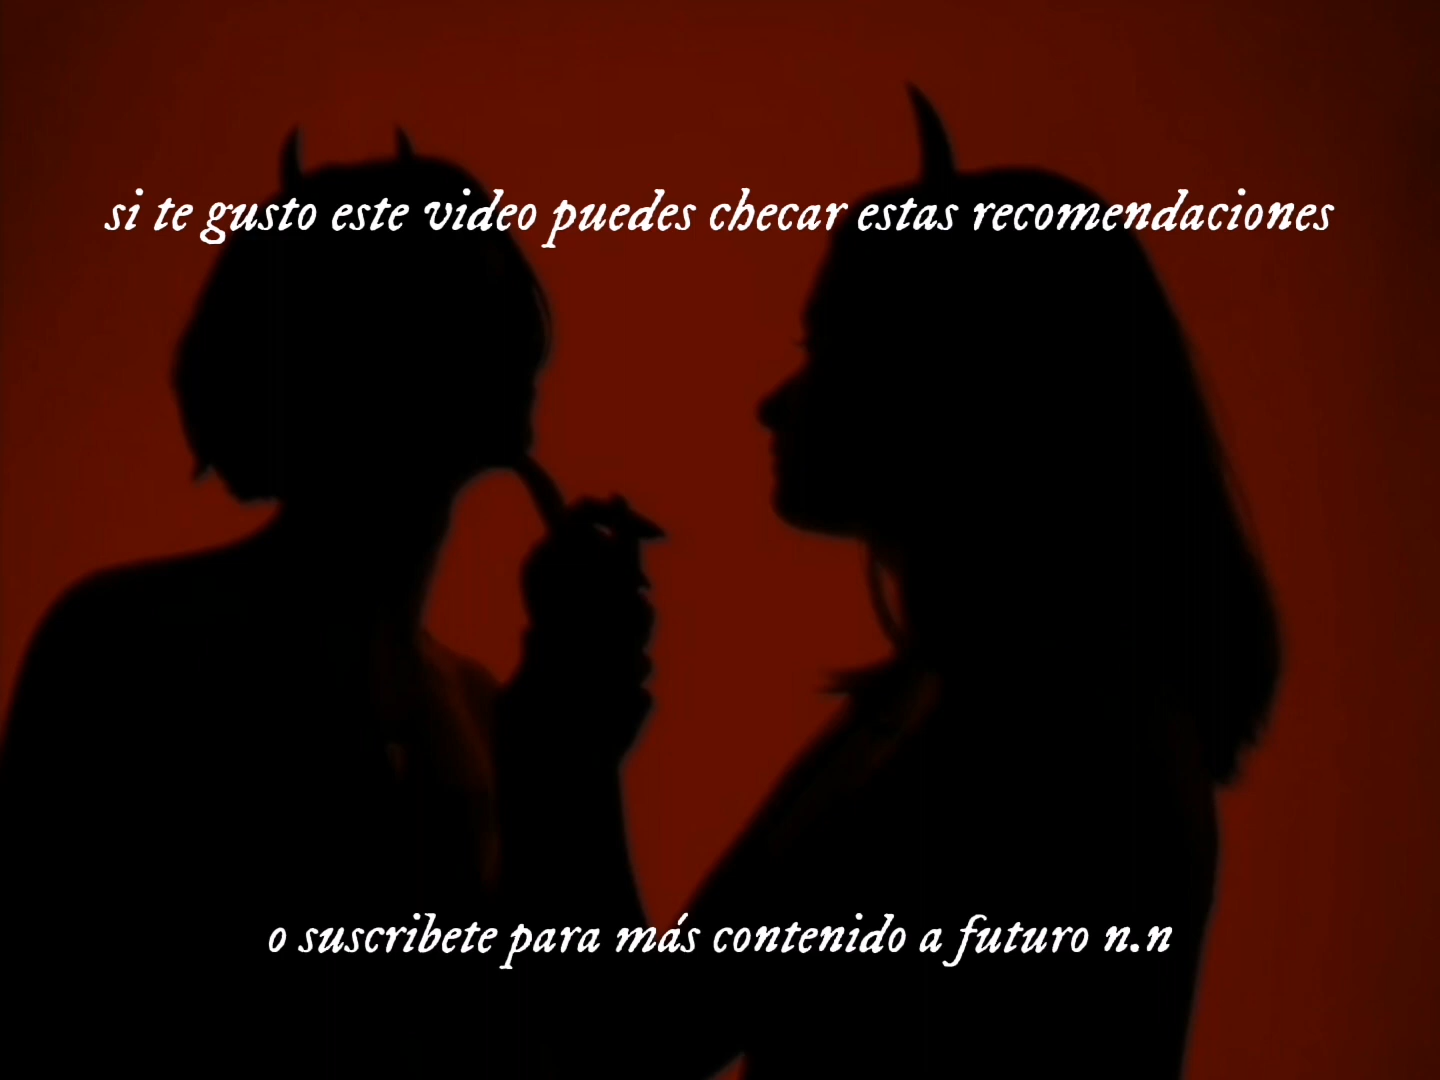 si te gusto este video puedes checar estas recomendaciones
o suscribete para más contenido a futuro n.n